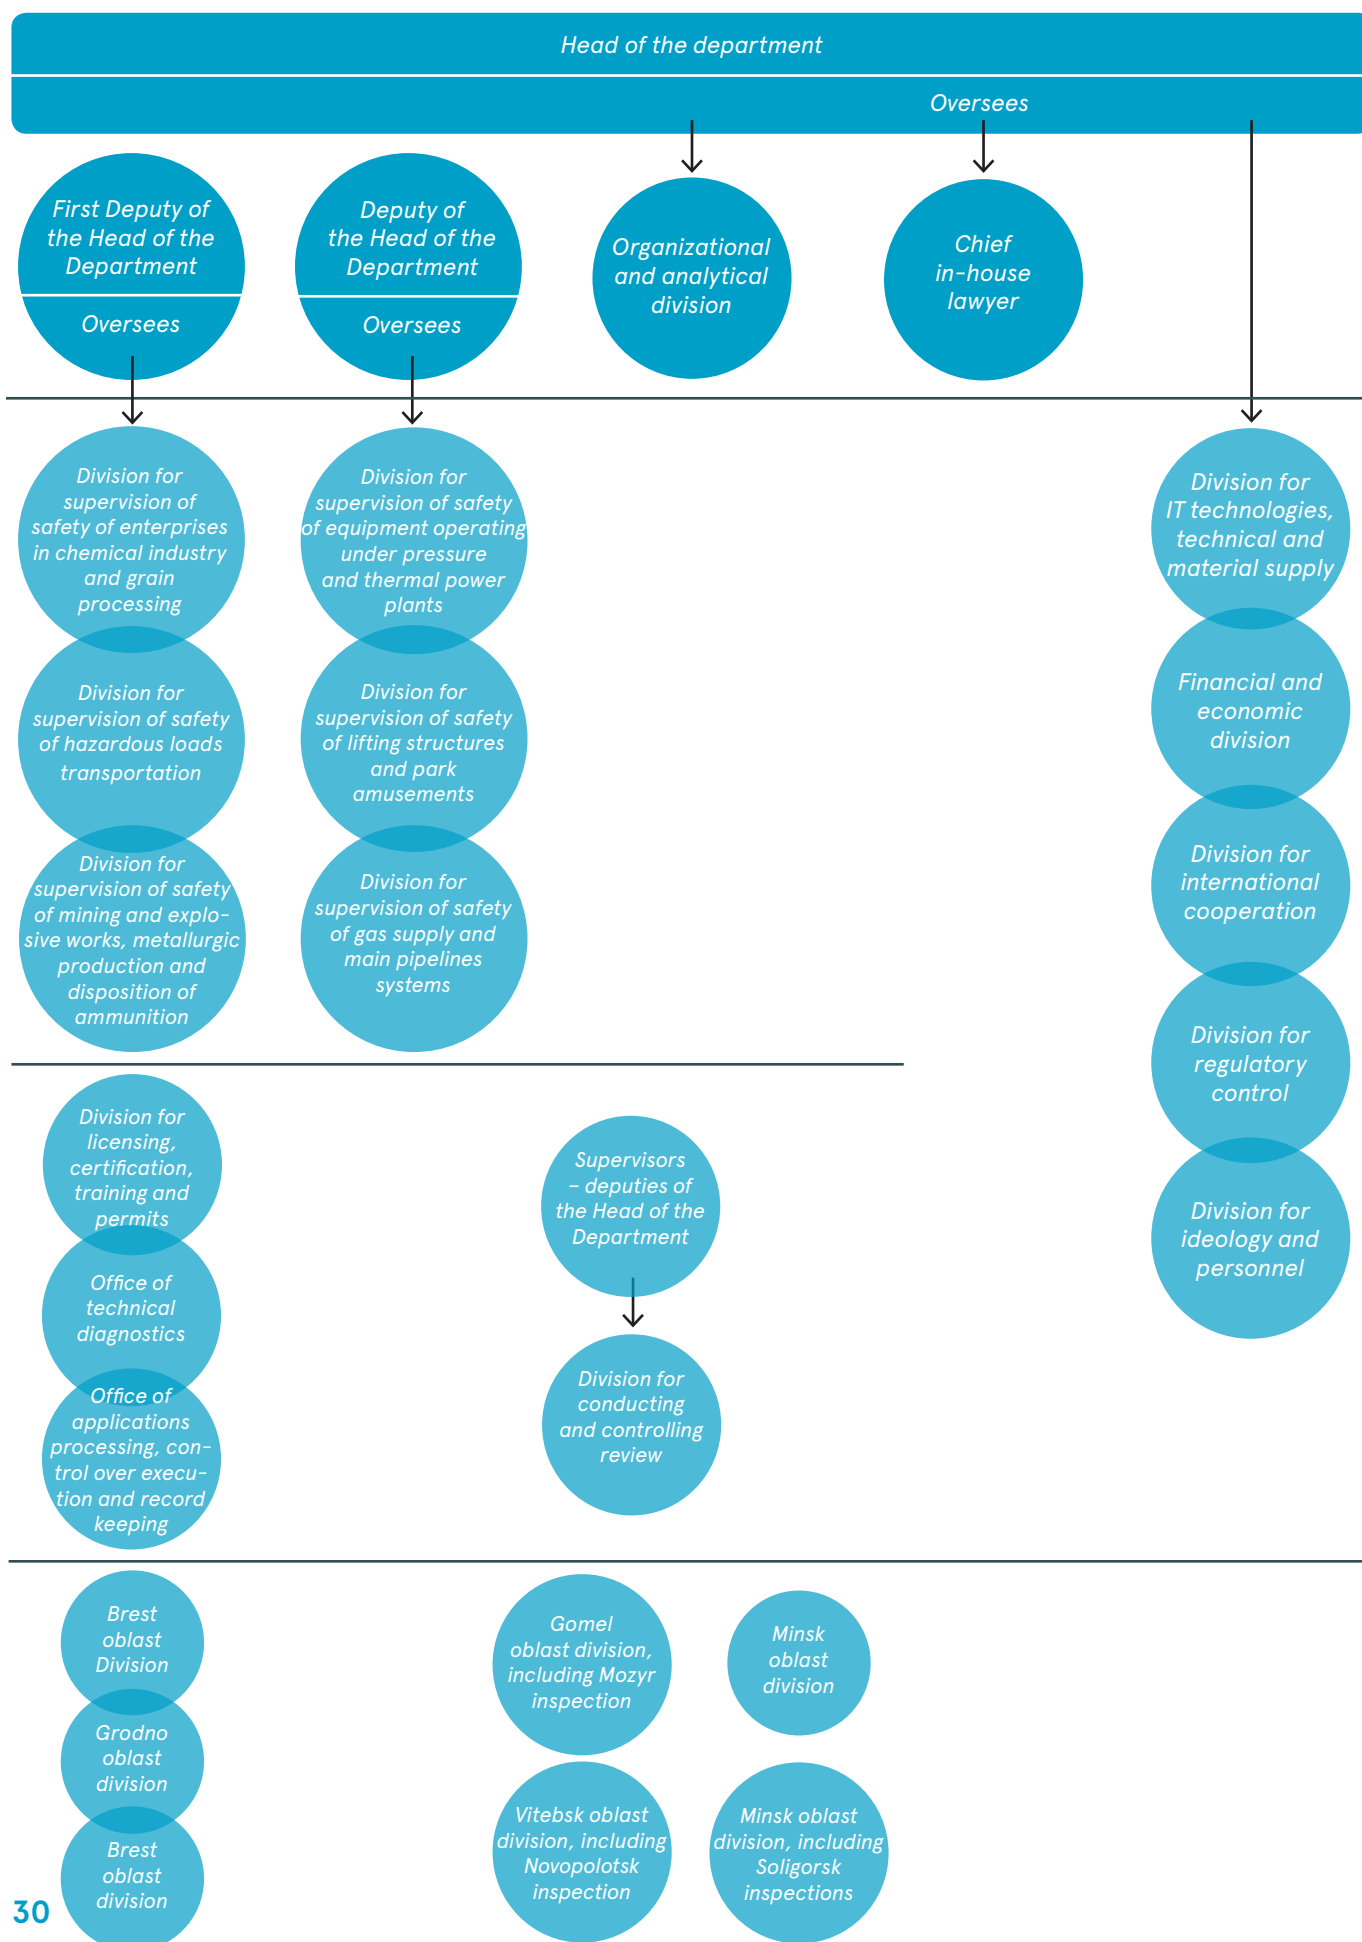 Head of the department
Oversees
First Deputy of
the Head of the
Department
Oversees
Deputy of
the Head of the
Department
Oversees
Organizational
and analytical
division
Chief
in-house
lawyer
Division for
supervision of
safety of enterprises
in chemical industry
and grain
processing
Division for
supervision of safety
of hazardous loads
transportation
Division for
supervision of safety
of mining and explo-
sive works, metallurgic
production and
disposition of
ammunition
Division for
supervision of safety
of equipment operating
under pressure
and thermal power
plants
Division for
supervision of safety
of lifting structures
and park
amusements
Division for
supervision of safety
of gas supply and
main pipelines
systems
Division for
IT technologies,
technical and
material supply
Financial and
economic
division
Division for
international
cooperation
Division for
regulatory
control
Division for
ideology and
personnel
Division for
licensing,
certification,
training and
permits
Office of
technical
diagnostics
Office of
applications
processing, con-
trol over execu-
tion and record
keeping
Supervisors
– deputies of
the Head of the
Department
Division for
conducting
and controlling
review
Brest
oblast
Division
Grodno
oblast
division
Brest
oblast
division
Gomel
oblast division,
including Mozyr
inspection
Minsk
oblast
division
Vitebsk oblast
division, including
Novopolotsk
inspection
Minsk oblast
division, including
Soligorsk
inspections
30